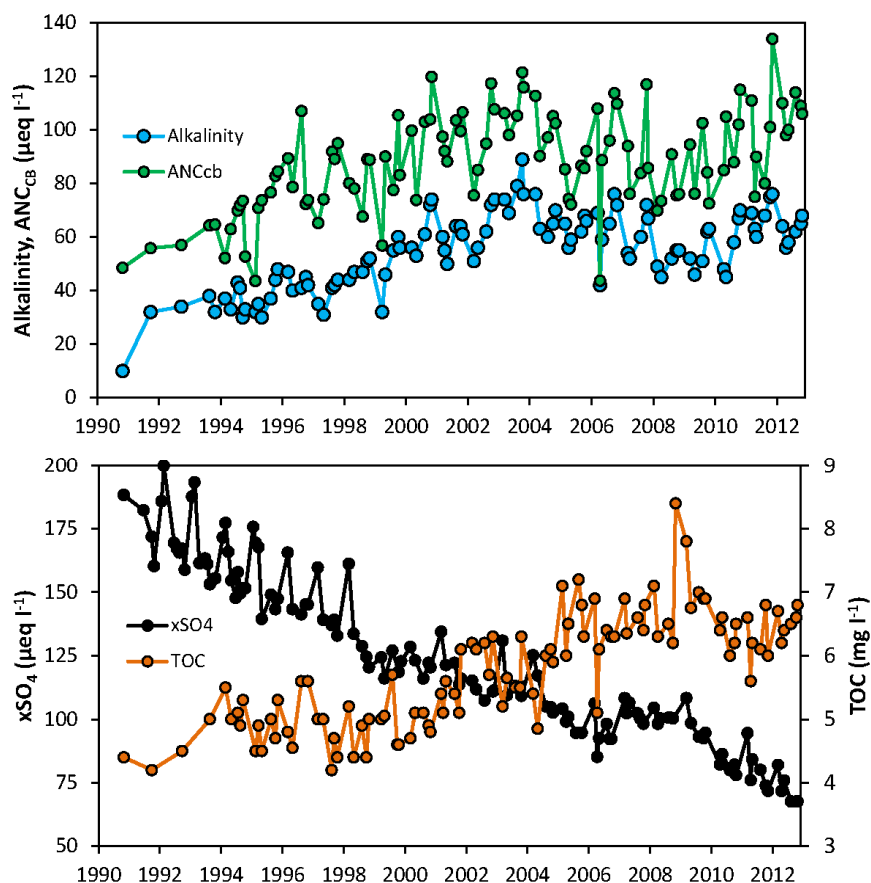 140
120
100
80
60
40
20
0
Alkalinity, ANC_CB (µeq l⁻¹)
Alkalinity
ANCcb
1990 1992 1994 1996 1998 2000 2002 2004 2006 2008 2010 2012
200
175
150
125
100
75
50
xSO₄ (µeq l⁻¹)
xSO4
TOC
9
8
7
6
5
4
3
TOC (mg l⁻¹)
1990 1992 1994 1996 1998 2000 2002 2004 2006 2008 2010 2012